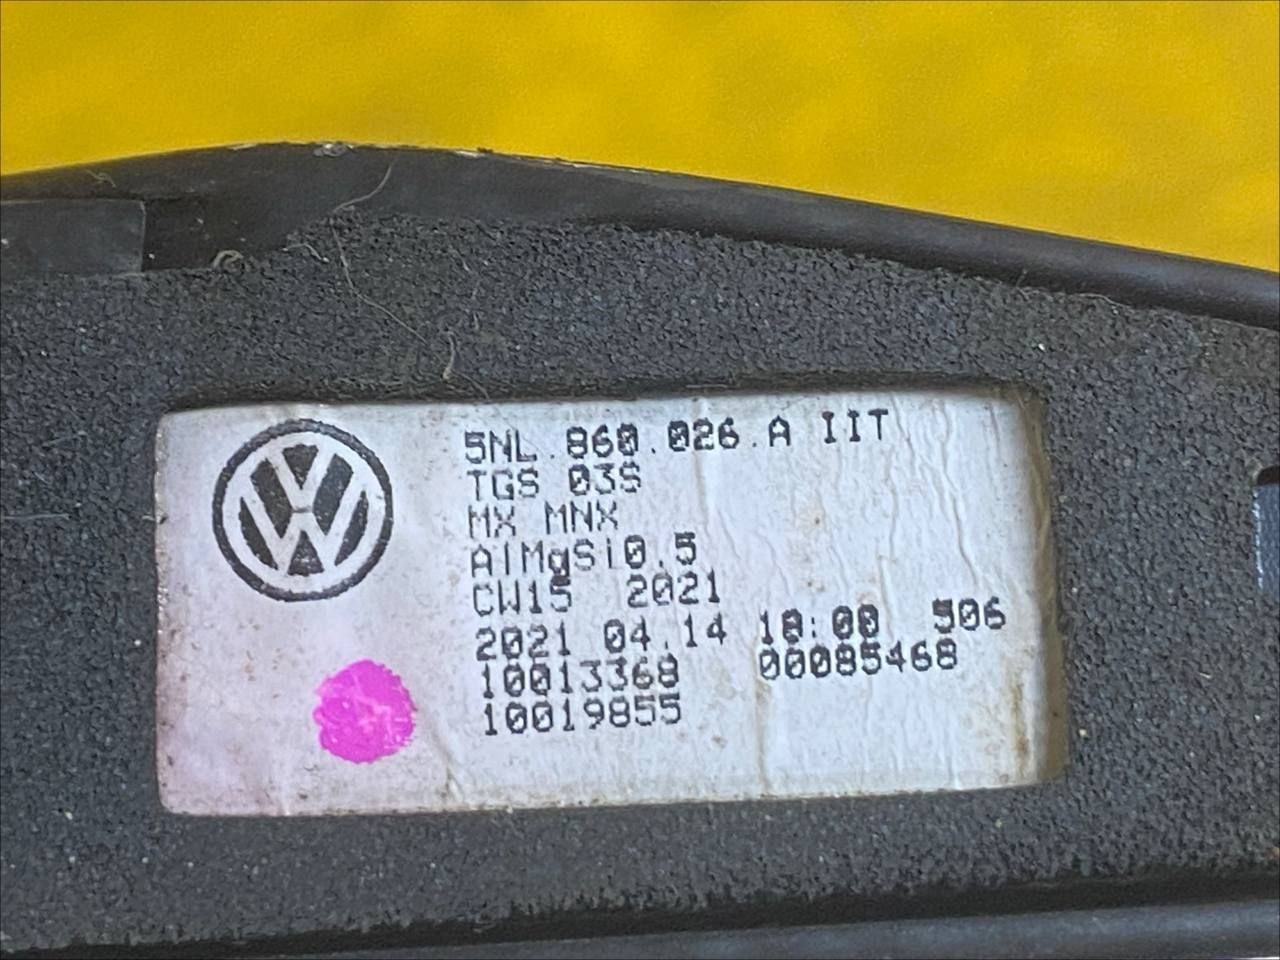 5NL.860.026.A IIT
TGS 03S
MX MNX
AlMgSi0.5
CW15 2021
2021.04.14 18:00 506
10013368 00085468
10019855